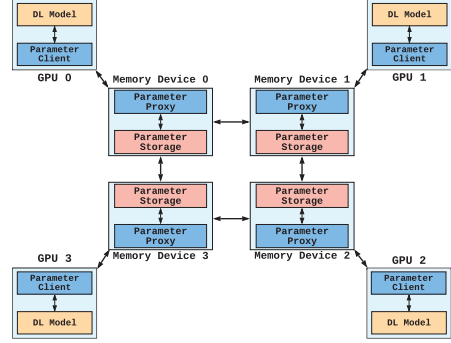 DL Model
Parameter
Client
GPU 0
DL Model
Parameter
Client
GPU 1
Memory Device 0
Parameter
Proxy
Parameter
Storage
Memory Device 1
Parameter
Proxy
Parameter
Storage
Parameter
Storage
Parameter
Proxy
Memory Device 3
Parameter
Storage
Parameter
Proxy
Memory Device 2
GPU 3
Parameter
Client
DL Model
GPU 2
Parameter
Client
DL Model